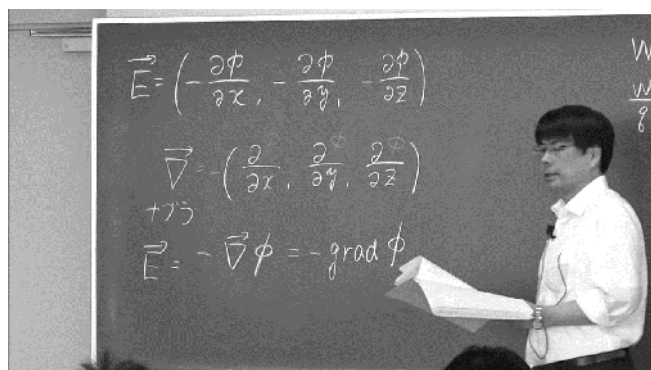 E⃗ = (-∂φ/∂x, -∂φ/∂y, -∂φ/∂z)
∇⃗ = -(∂/∂x, ∂/∂y, ∂/∂z)
ナブラ
E⃗ = -∇⃗φ = -grad φ
W
W/q